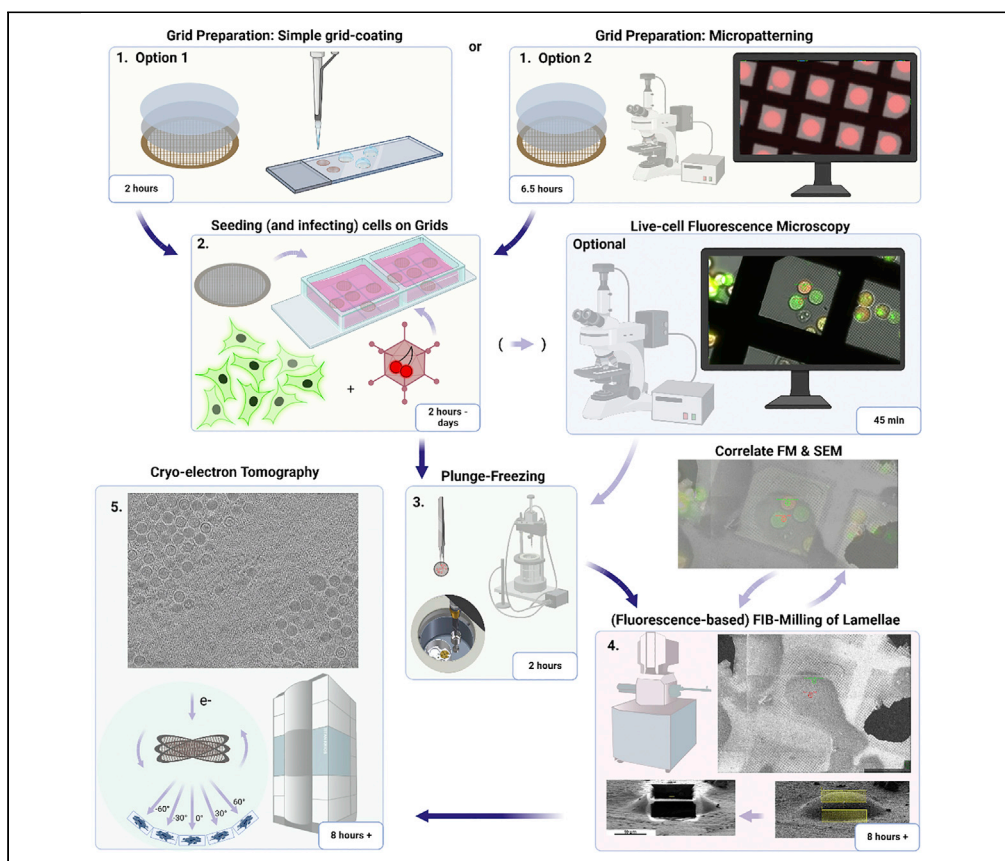 Grid Preparation: Simple grid-coating
or
Grid Preparation: Micropatterning
1. Option 1
2 hours
1. Option 2
6.5 hours
Seeding (and infecting) cells on Grids
2.
+
2 hours -
days
( )
Live-cell Fluorescence Microscopy
Optional
45 min
Correlate FM & SEM
Cryo-electron Tomography
5.
e-
-60°
-30°
0°
30°
60°
8 hours +
Plunge-Freezing
3.
2 hours
(Fluorescence-based) FIB-Milling of Lamellae
4.
8 hours +